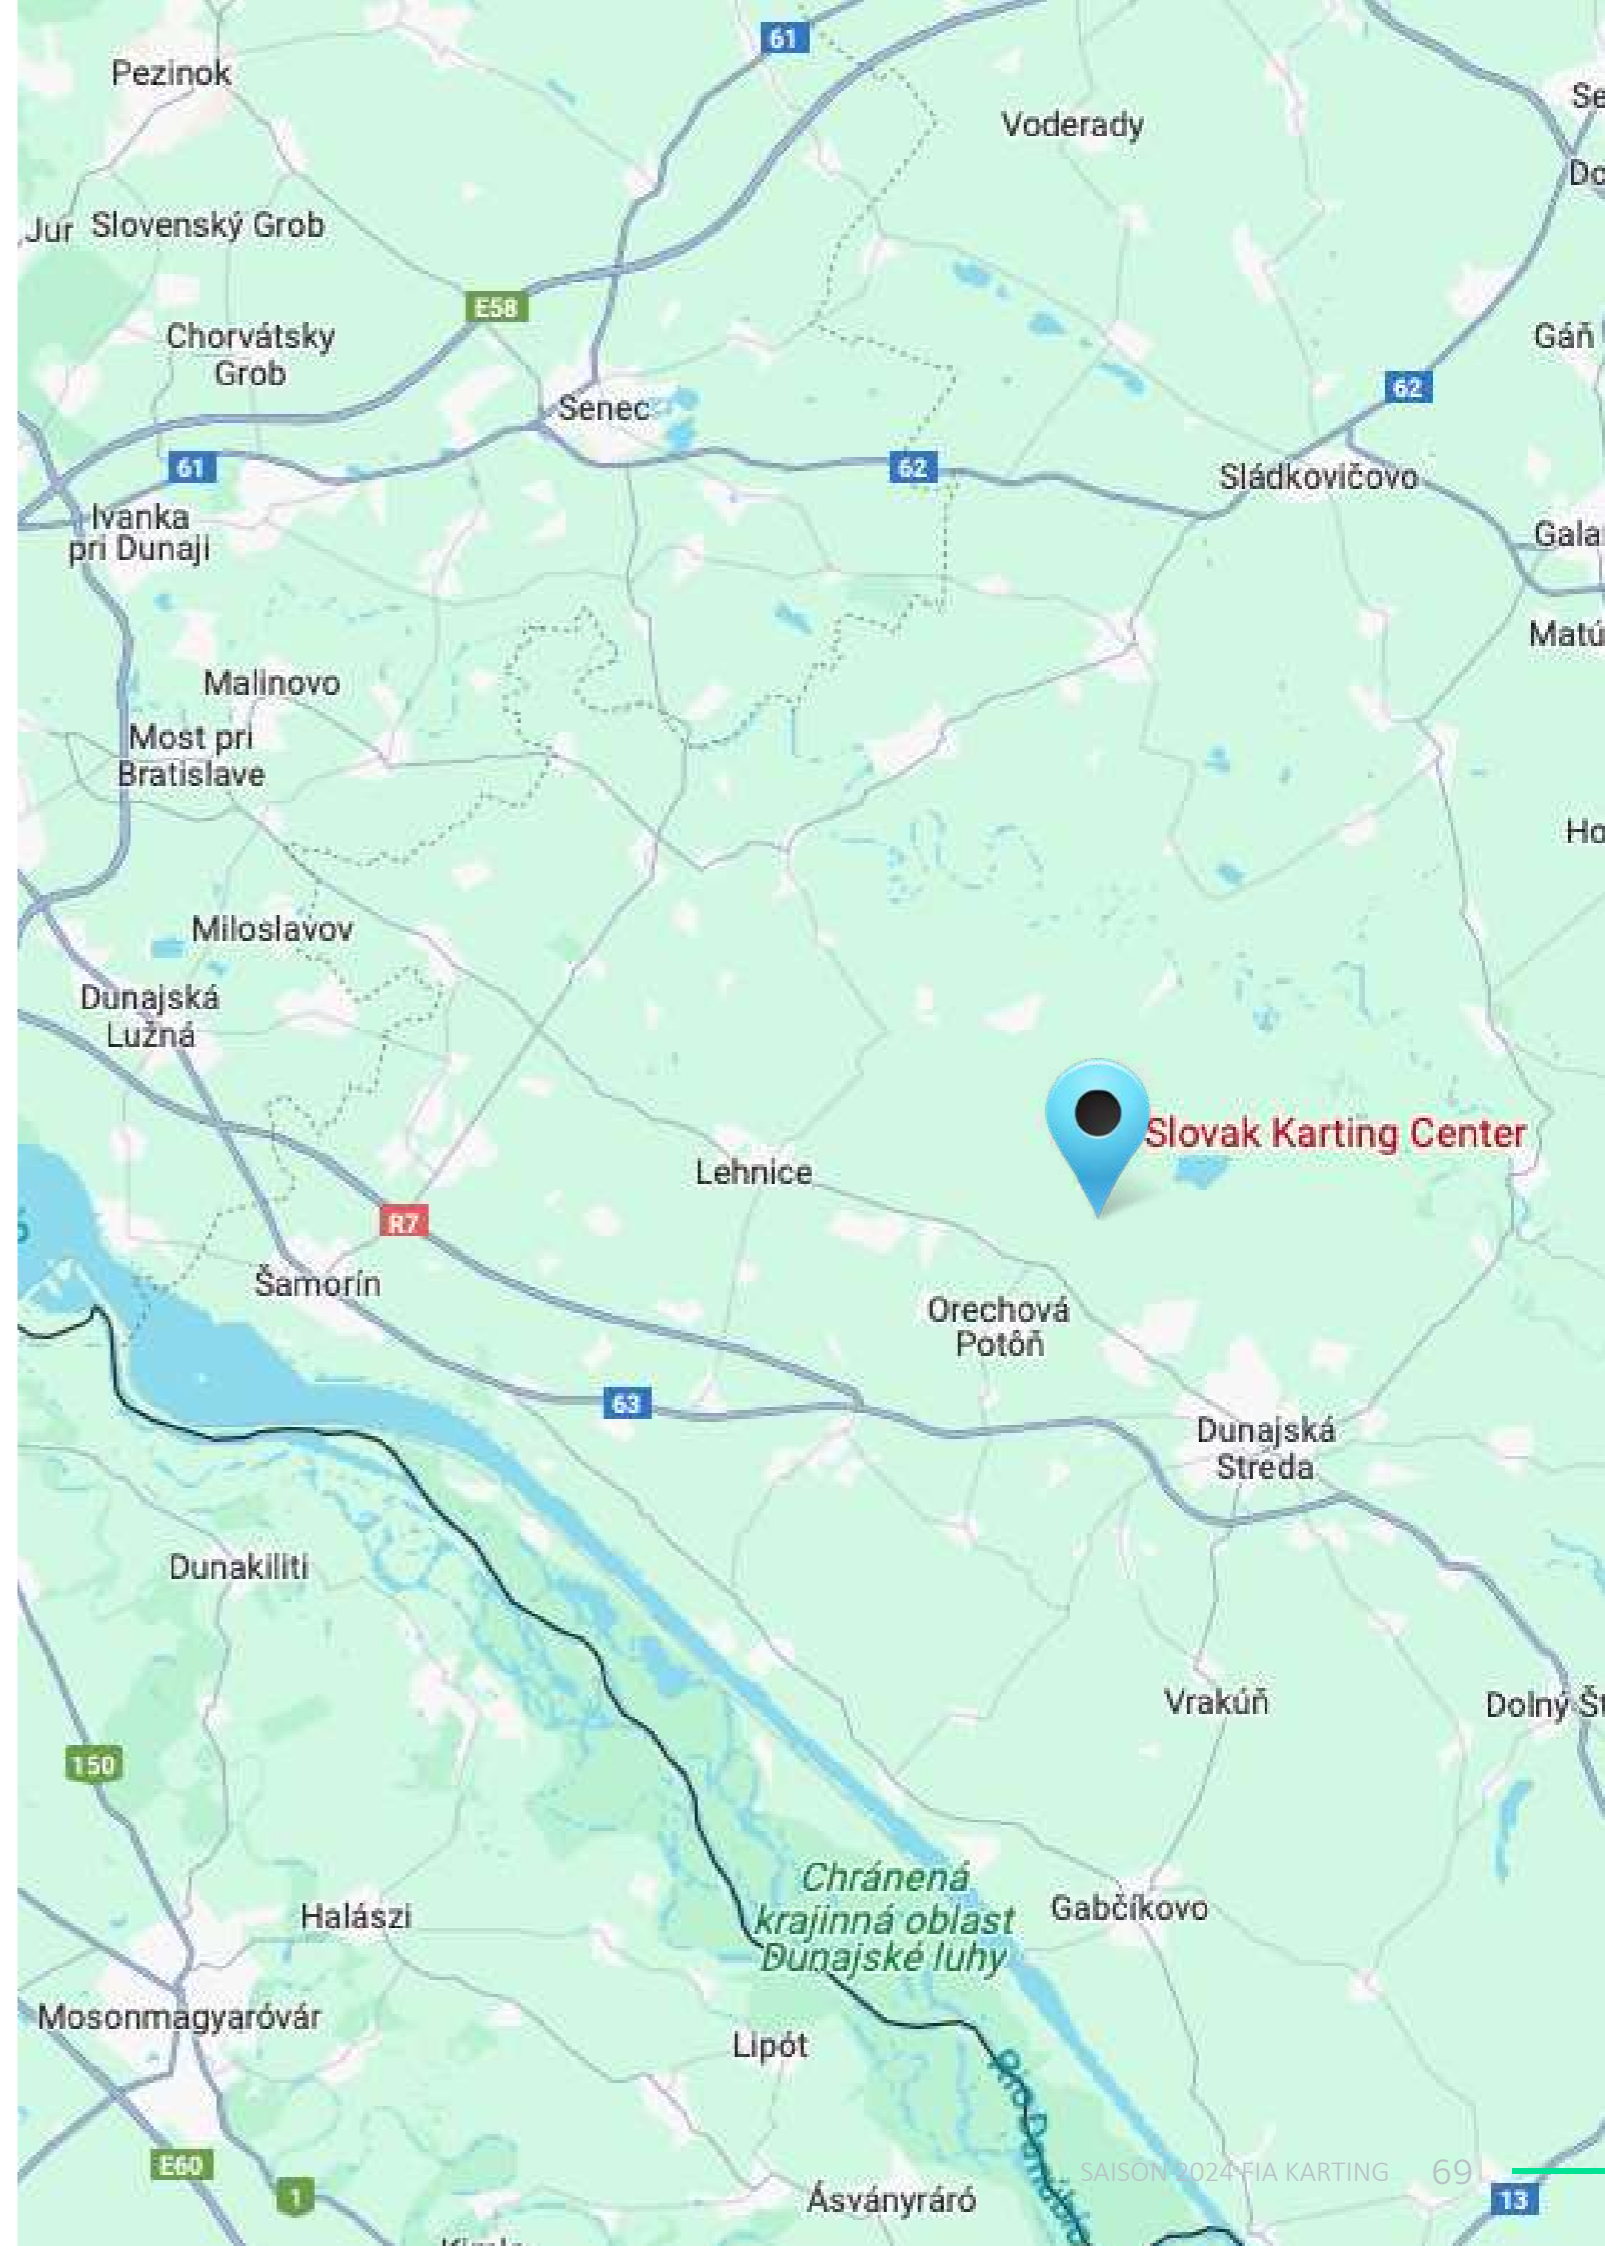 61
Pezinok
Voderady
Jur
Slovenský Grob
E58
Chorvátsky
Grob
Gáň
62
Senec
61
62
Sládkovičovo
Ivanka
pri Dunaji
Malinovo
Most pri
Bratislave
Miloslavov
Dunajská
Lužná
Slovak Karting Center
Lehnice
R7
Šamorín
Orechová
Potôň
63
Dunajská
Streda
Dunakiliti
Vrakúň
Dolný
150
Chránená
krajinná oblast
Dunajské luhy
Gabčíkovo
Halászi
Mosonmagyaróvár
Lipót
E60
SAISON 2024 FIA KARTING 69
1
Ásványráró
13